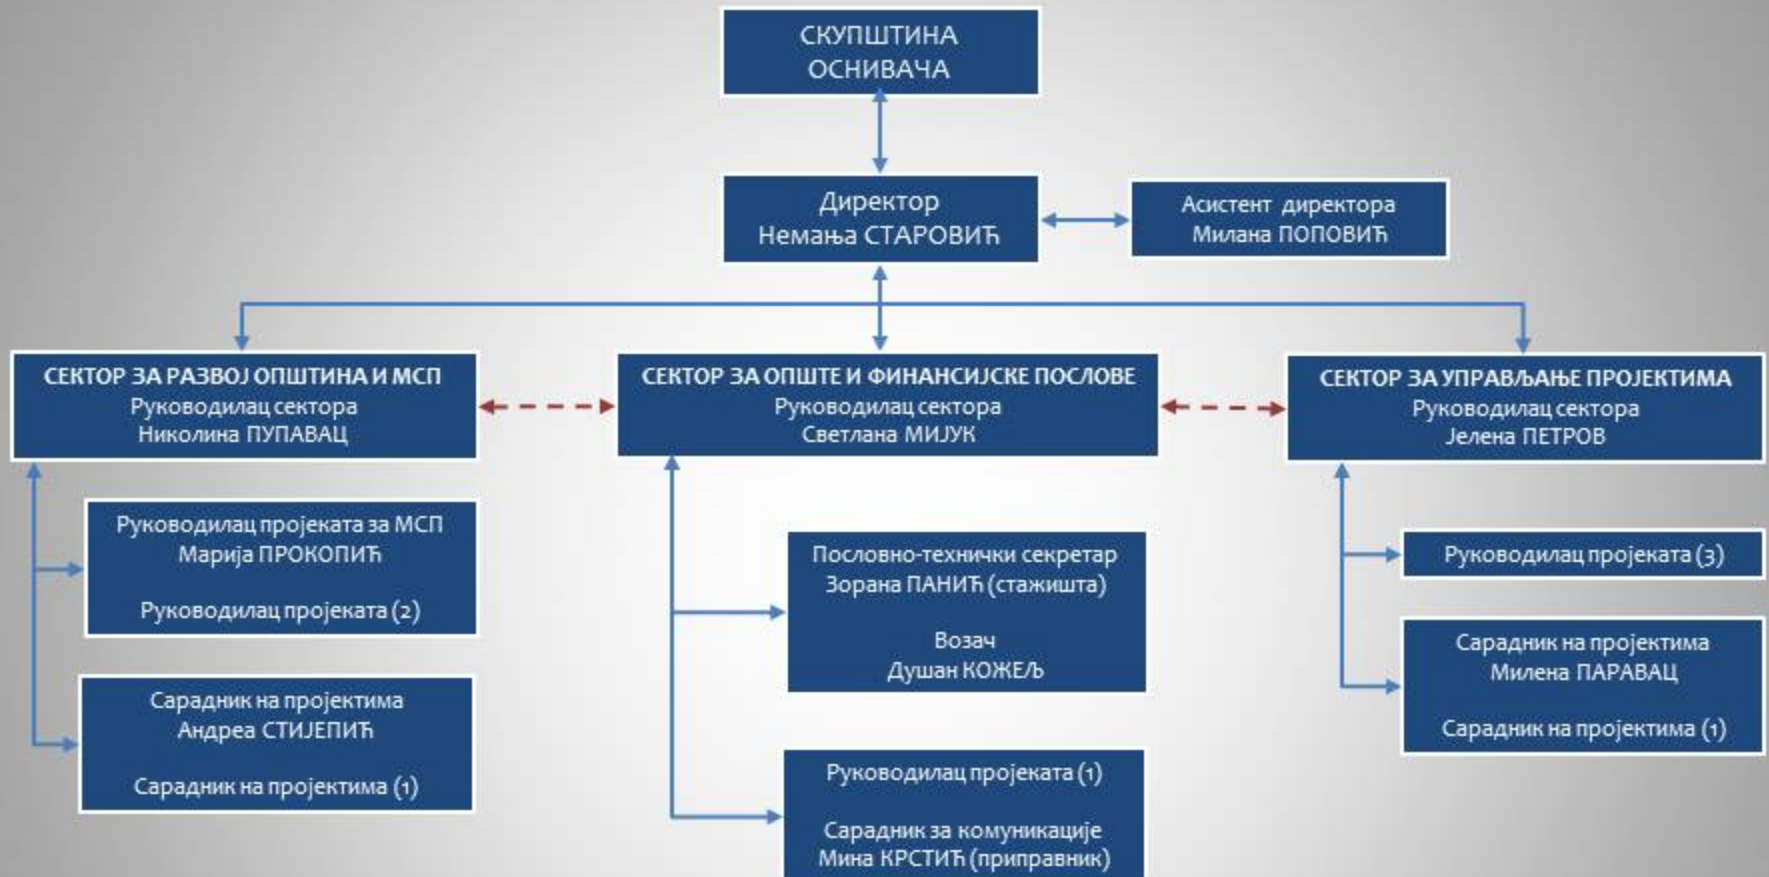 СКУПШТИНА
ОСНИВАЧА
Директор
Немања СТАРОВИЋ
Асистент директора
Милана ПОПОВИЋ
СЕКТОР ЗА РАЗВОЈ ОПШТИНА И МСП
Руководилац сектора
Николина ПУПАВАЦ
СЕКТОР ЗА ОПШТЕ И ФИНАНСИЈСКЕ ПОСЛОВЕ
Руководилац сектора
Светлана МИЈУК
СЕКТОР ЗА УПРАВЉАЊЕ ПРОЈЕКТИМА
Руководилац сектора
Јелена ПЕТРОВ
Руководилац пројеката за МСП
Марија ПРОКОПИЋ
Руководилац пројеката (2)
Сарадник на пројектима
Андреа СТИЈЕПИЋ
Сарадник на пројектима (1)
Пословно-технички секретар
Зорана ПАНИЋ (стажишта)
Возач
Душан КОЖЕЉ
Руководилац пројеката (1)
Сарадник за комуникације
Мина КРСТИЋ (приправник)
Руководилац пројеката (3)
Сарадник на пројектима
Милена ПАРАВАЦ
Сарадник на пројектима (1)